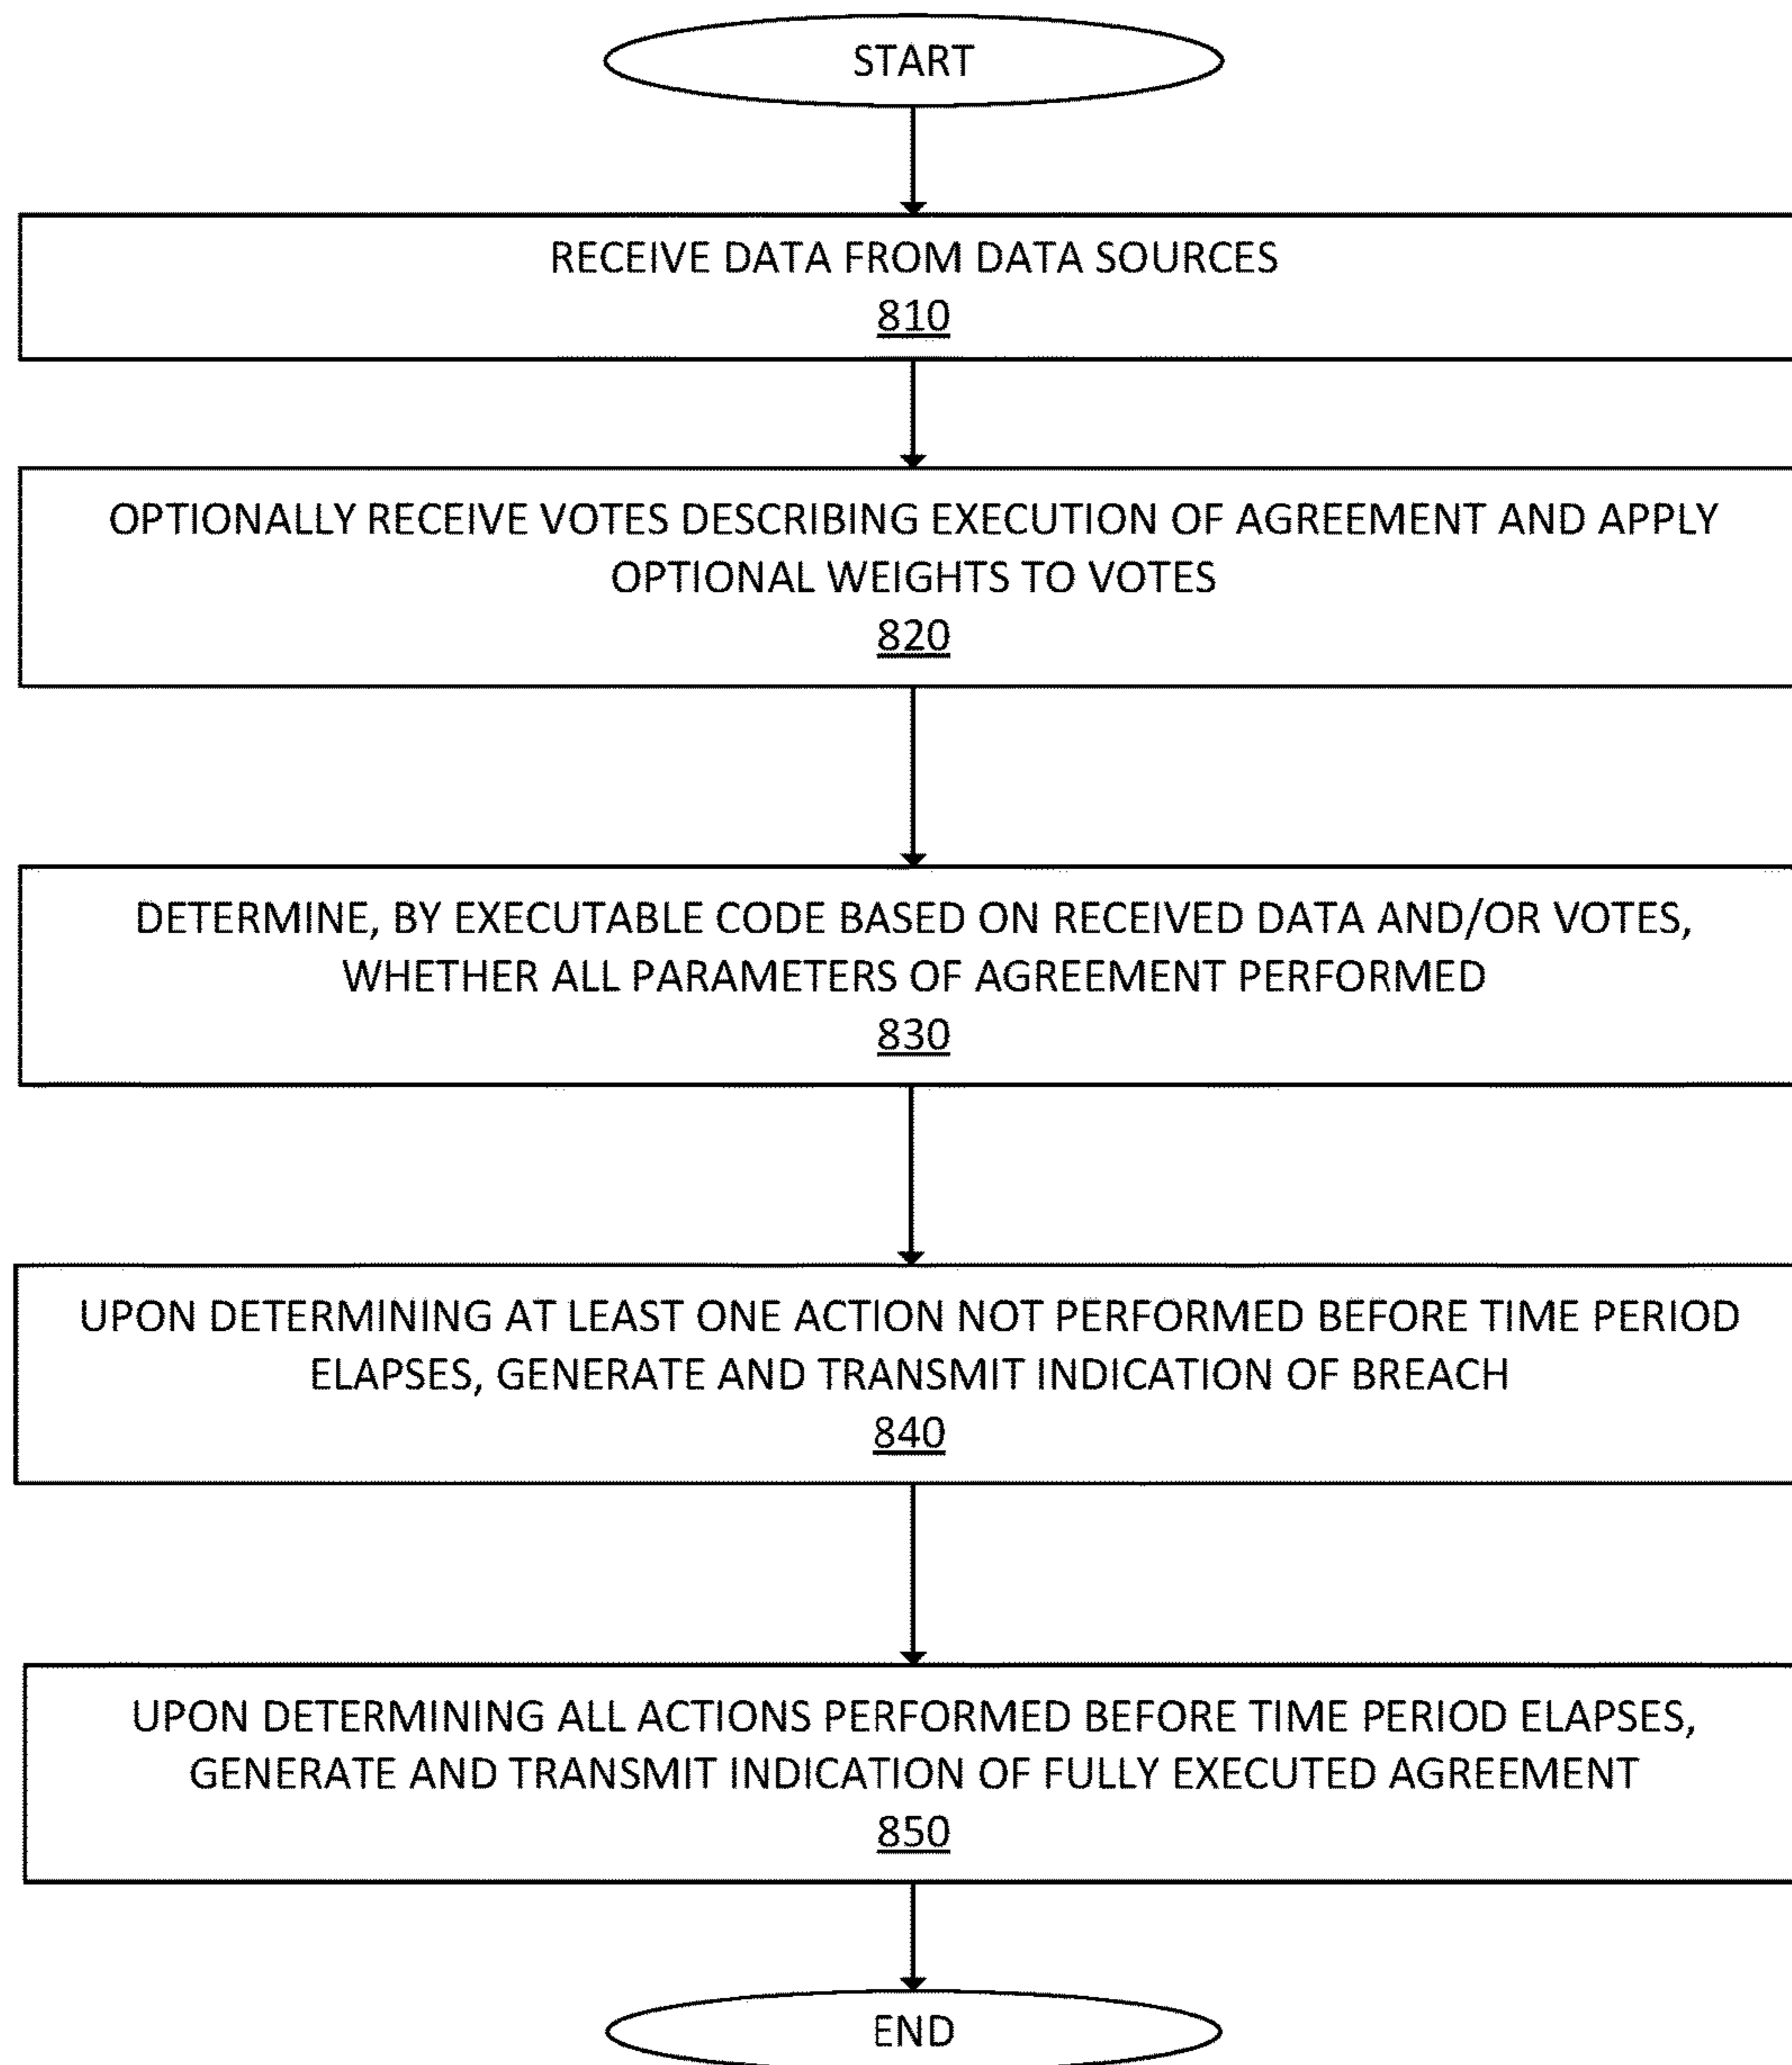 START
RECEIVE DATA FROM DATA SOURCES
810
OPTIONALLY RECEIVE VOTES DESCRIBING EXECUTION OF AGREEMENT AND APPLY
OPTIONAL WEIGHTS TO VOTES
820
DETERMINE, BY EXECUTABLE CODE BASED ON RECEIVED DATA AND/OR VOTES,
WHETHER ALL PARAMETERS OF AGREEMENT PERFORMED
830
UPON DETERMINING AT LEAST ONE ACTION NOT PERFORMED BEFORE TIME PERIOD
ELAPSES, GENERATE AND TRANSMIT INDICATION OF BREACH
840
UPON DETERMINING ALL ACTIONS PERFORMED BEFORE TIME PERIOD ELAPSES,
GENERATE AND TRANSMIT INDICATION OF FULLY EXECUTED AGREEMENT
850
END